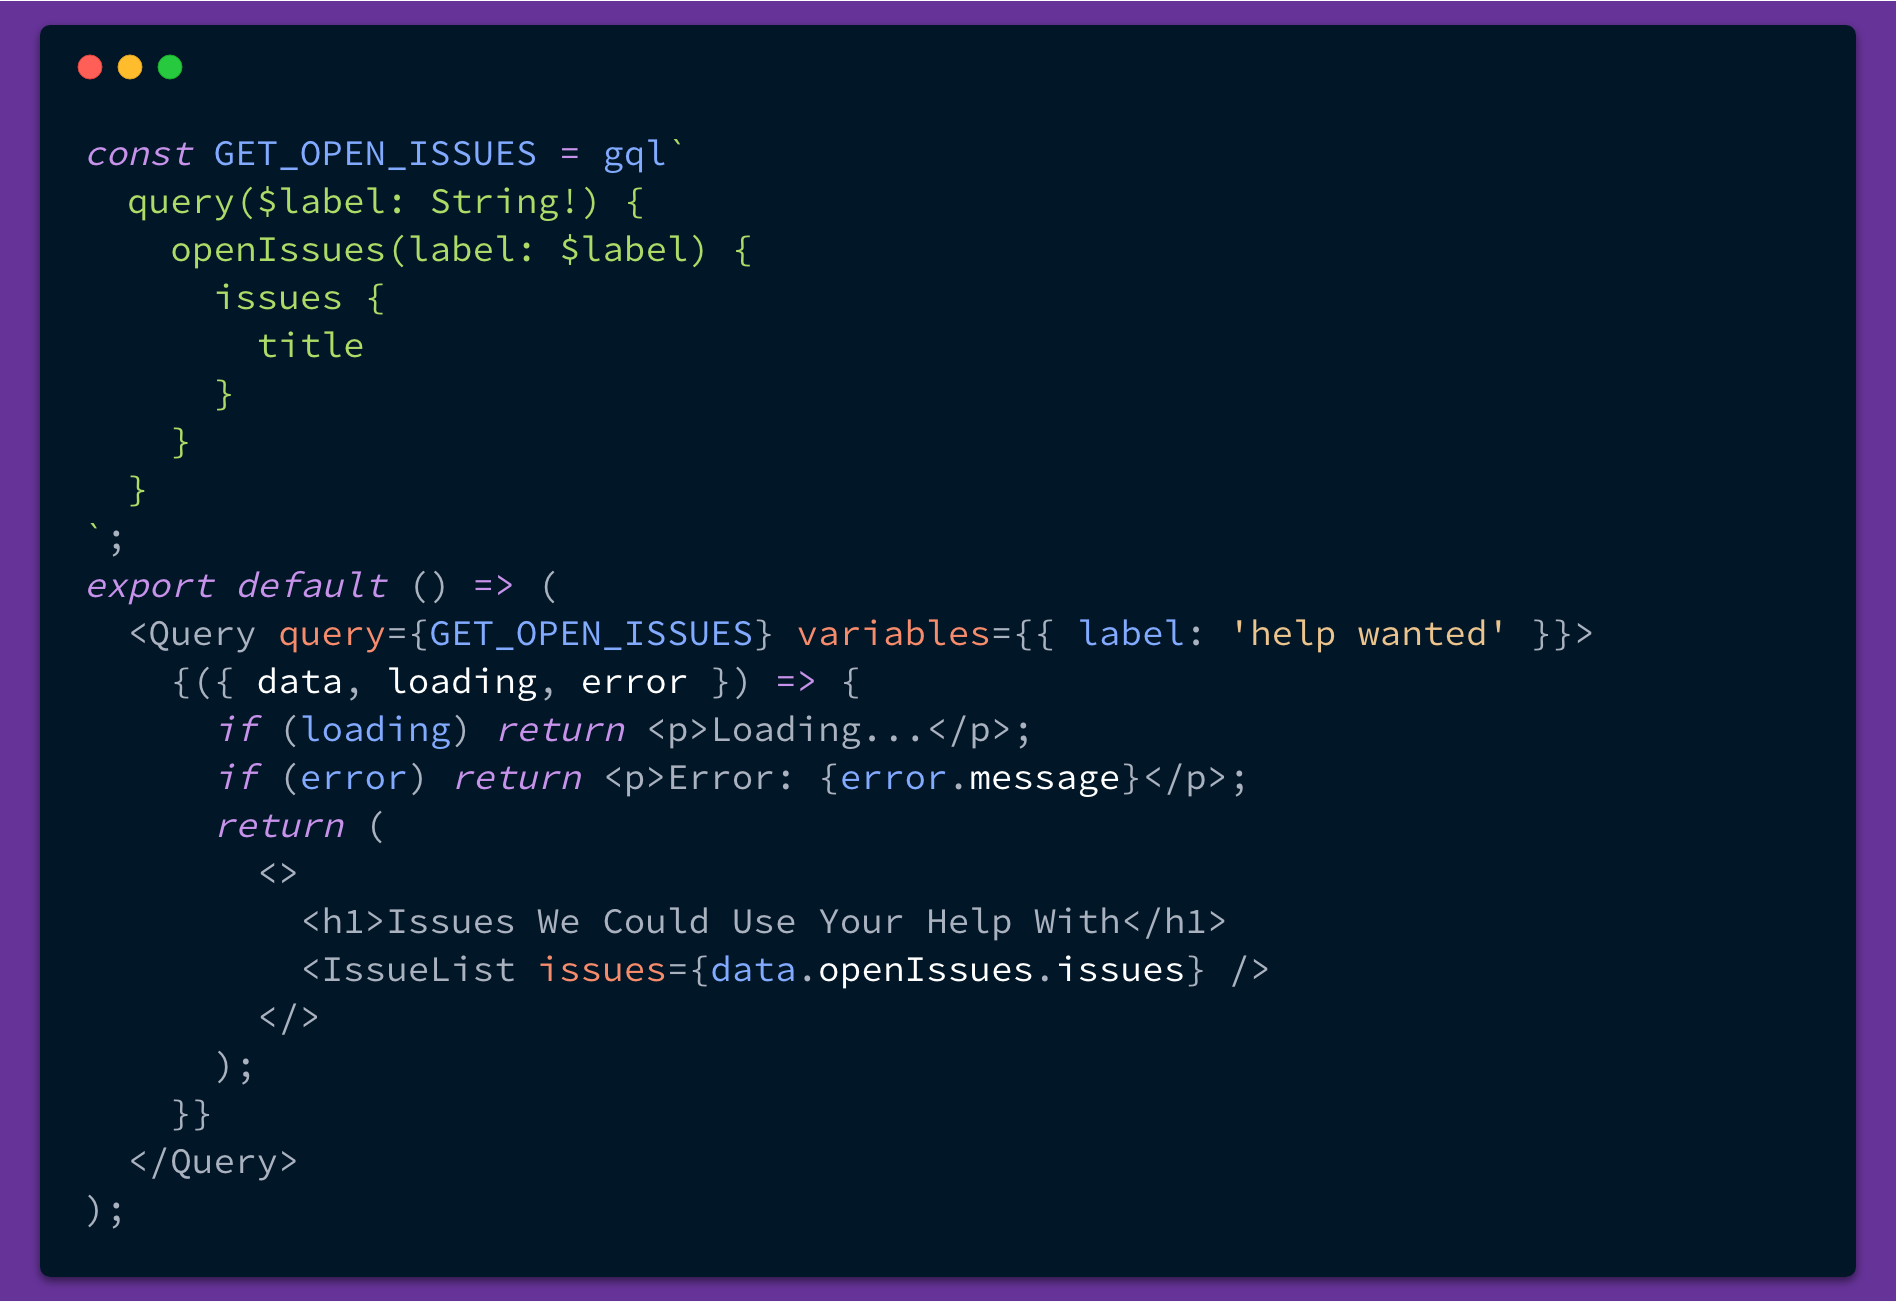 const GET_OPEN_ISSUES = gql`
  query($label: String!) {
    openIssues(label: $label) {
      issues {
        title
      }
    }
  }
`;
export default () => (
  <Query query={GET_OPEN_ISSUES} variables={{ label: 'help wanted' }}>
    {({ data, loading, error }) => {
      if (loading) return <p>Loading...</p>;
      if (error) return <p>Error: {error.message}</p>;
      return (
        <>
          <h1>Issues We Could Use Your Help With</h1>
          <IssueList issues={data.openIssues.issues} />
        </>
      );
    }}
  </Query>
);